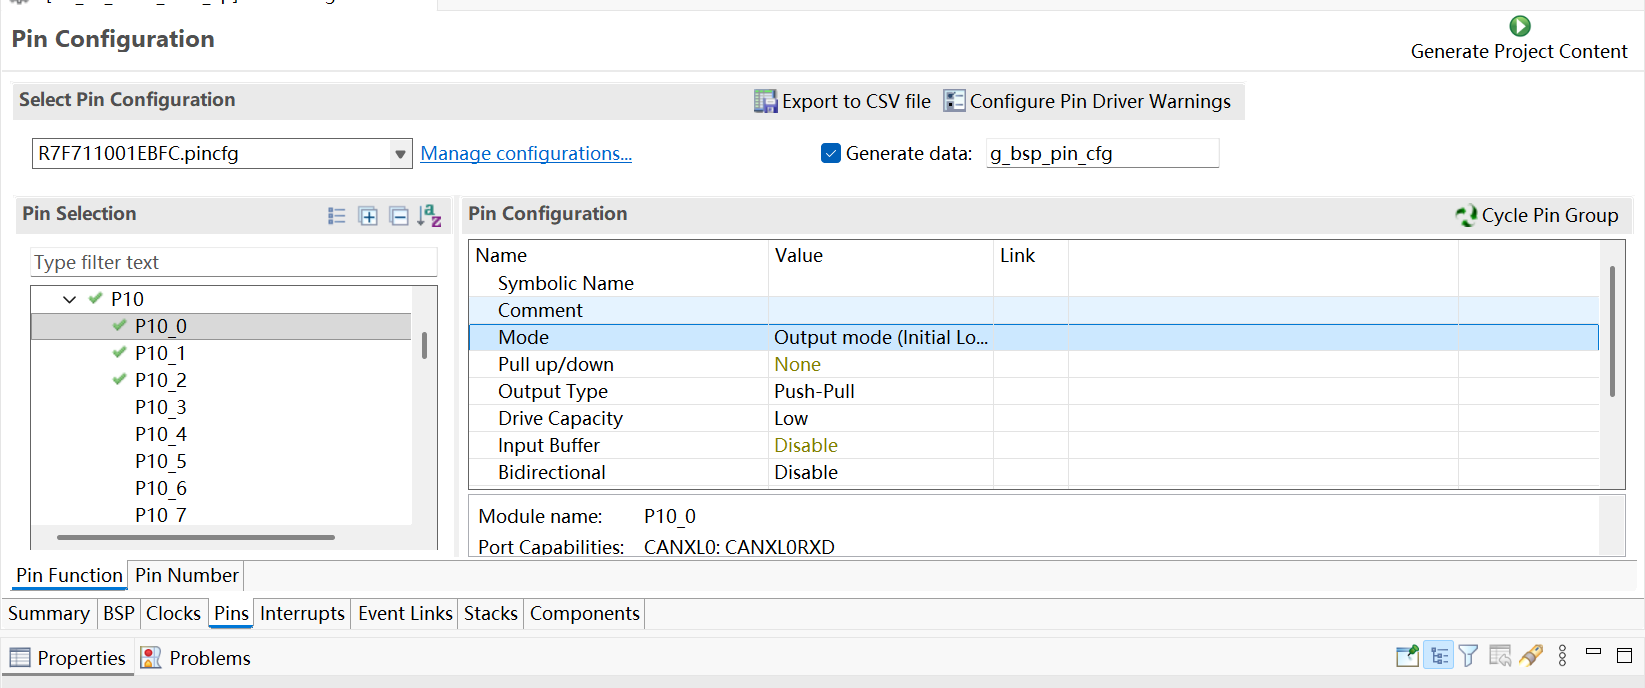 Pin Configuration
Generate Project Content
Select Pin Configuration
Export to CSV file
Configure Pin Driver Warnings
R7F711001EBFC.pincfg
Manage configurations...
Generate data:
g_bsp_pin_cfg
Pin Selection
Pin Configuration
Cycle Pin Group
Type filter text
P10
P10_0
P10_1
P10_2
P10_3
P10_4
P10_5
P10_6
P10_7
Name Value Link
Symbolic Name
Comment
Mode Output mode (Initial Lo...
Pull up/down None
Output Type Push-Pull
Drive Capacity Low
Input Buffer Disable
Bidirectional Disable
Module name: P10_0
Port Capabilities: CANXL0: CANXL0RXD
Pin Function Pin Number
Summary BSP Clocks Pins Interrupts Event Links Stacks Components
Properties Problems